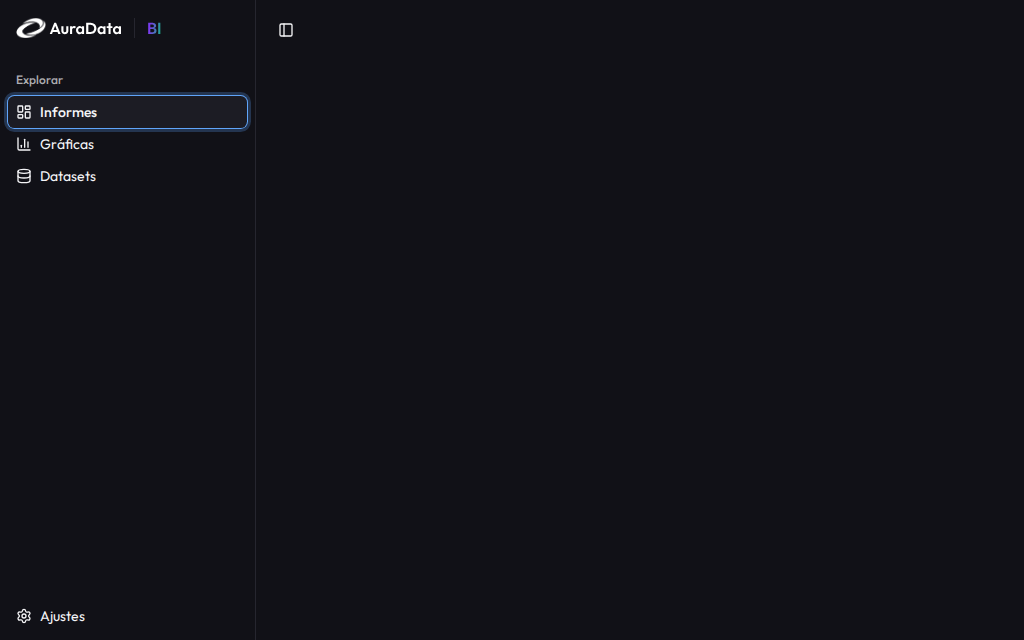 AuraData BI
Explorar
Informes
Gráficas
Datasets
Ajustes